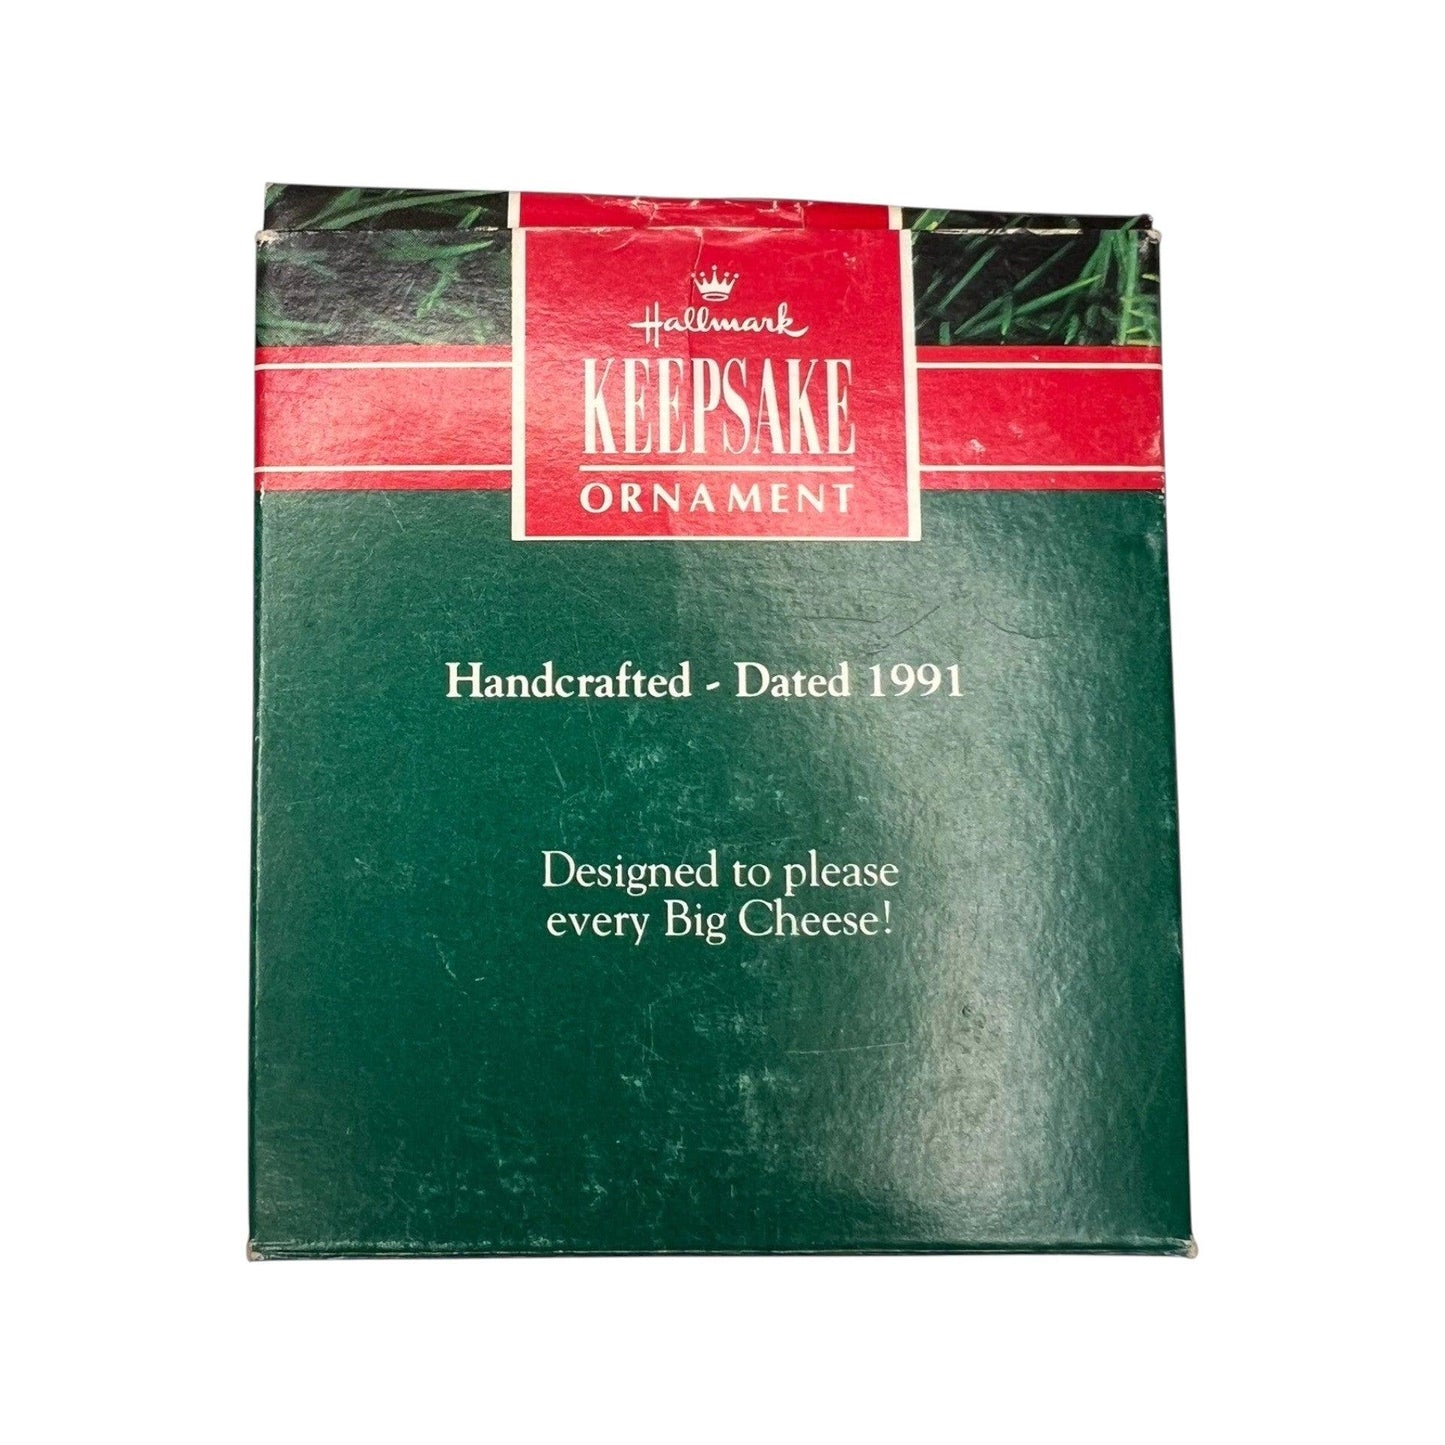 Hallmark
KEEPSAKE
ORNAMENT
Handcrafted - Dated 1991
Designed to please
every Big Cheese!